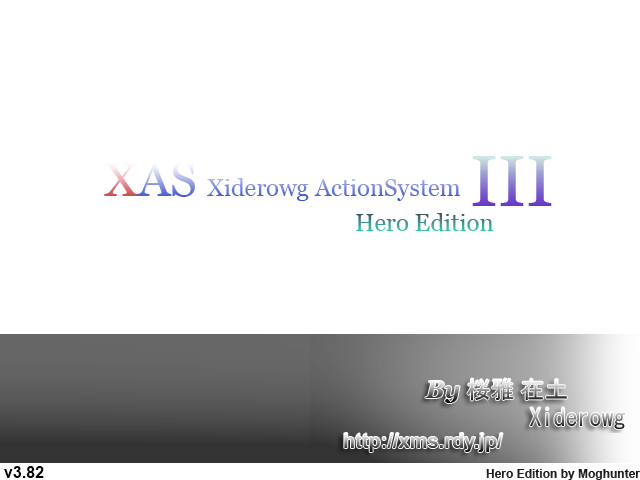 XAS Xiderowg ActionSystem III
Hero Edition
By 桜雅 在土
Xiderowg
http://xms.rdy.jp/
v3.82
Hero Edition by Moghunter